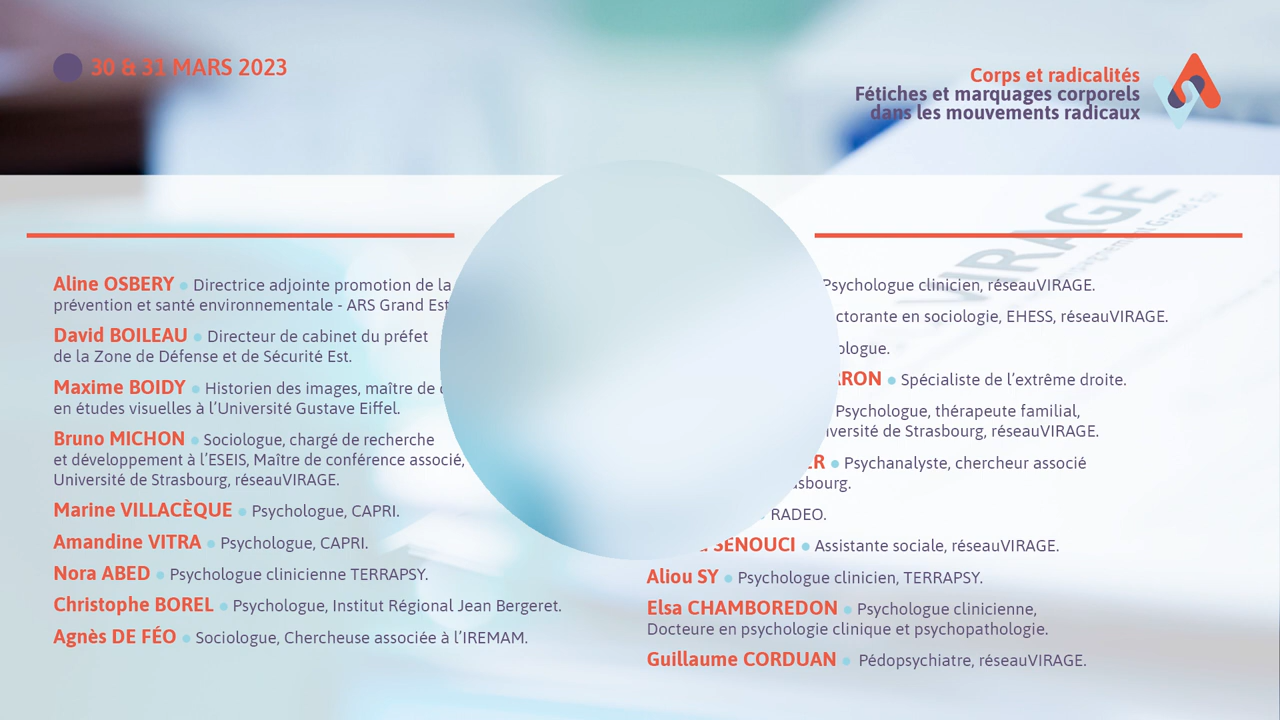 30 & 31 MARS 2023
Corps et radicalités
Fétiches et marquages corporels
dans les mouvements radicaux
VIRAGE
Aline OSBERY • Directrice adjointe promotion de la
prévention et santé environnementale - ARS Grand Est
David BOILEAU • Directeur de cabinet du préfet
de la Zone de Défense et de Sécurité Est.
Maxime BOIDY • Historien des images, maître de
en études visuelles à l’Université Gustave Eiffel.
Bruno MICHON • Sociologue, chargé de recherche
et développement à l’ESEIS, Maître de conférence associé,
Université de Strasbourg, réseauVIRAGE.
Marine VILLACÈQUE • Psychologue, CAPRI.
Amandine VITRA • Psychologue, CAPRI.
Nora ABED • Psychologue clinicienne TERRAPSY.
Christophe BOREL • Psychologue, Institut Régional Jean Bergeret.
Agnès DE FÉO • Sociologue, Chercheuse associée à l’IREMAM.
Psychologue clinicien, réseauVIRAGE.
en sociologie, EHESS, réseauVIRAGE.
• Spécialiste de l’extrême droite.
Psychologue, thérapeute familial,
de Strasbourg, réseauVIRAGE.
• Psychanalyste, chercheur associé
• RADEO.
SENOUCI • Assistante sociale, réseauVIRAGE.
Aliou SY • Psychologue clinicien, TERRAPSY.
Elsa CHAMBOREDON • Psychologue clinicienne,
Docteure en psychologie clinique et psychopathologie.
Guillaume CORDUAN • Pédopsychiatre, réseauVIRAGE.